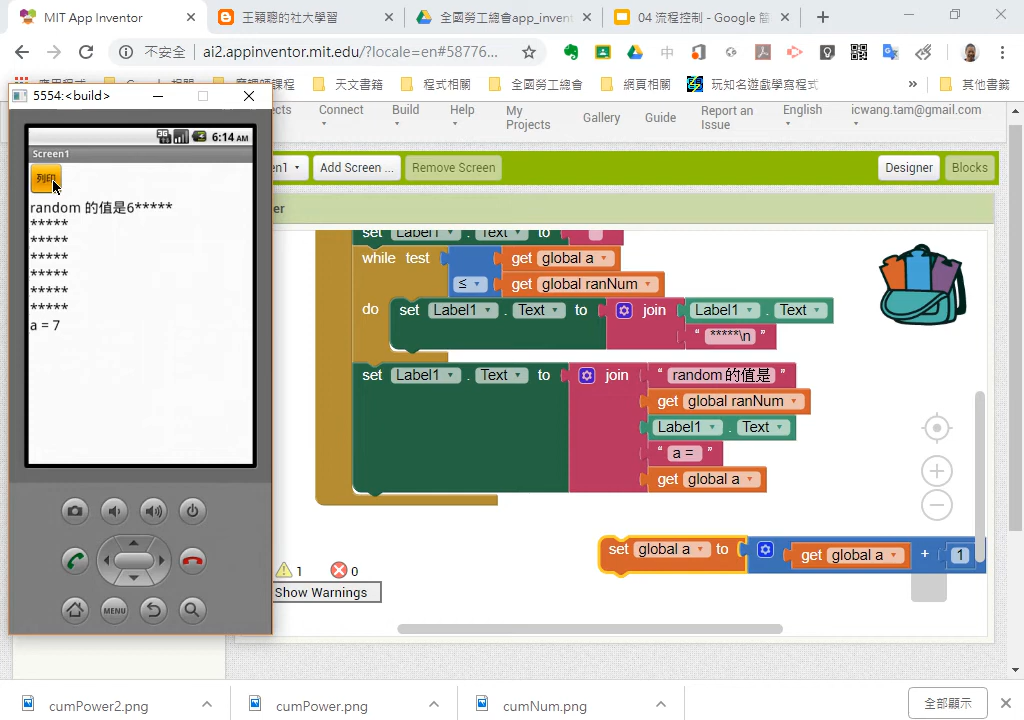 MIT App Inventor
王穎聰的社大學習
全國勞工總會app_invent
04 流程控制 - Google 簡
不安全
ai2.appinventor.mit.edu/?locale=en#58776...
天文書籍
程式相關
全國勞工總會
網頁相關
玩知名遊戲學寫程式
»
其他書籤
5554:<build>
Connect
Build
Help
My Projects
Gallery
Guide
Report an Issue
English
icwang.tam@gmail.com
Add Screen ...
Remove Screen
Designer
Blocks
3G
6:14 AM
Screen1
列印
random 的值是6*****
*****
*****
*****
*****
*****
*****
a = 7
set Label1 . Text to
while test
get global a
≤
get global ranNum
do
set Label1 . Text to
join
Label1 . Text
“ *****\n ”
set Label1 . Text to
join
“ random的值是 ”
get global ranNum
Label1 . Text
“ a = ”
get global a
set global a to
get global a + 1
1
0
Show Warnings
MENU
cumPower2.png
cumPower.png
cumNum.png
全部顯示